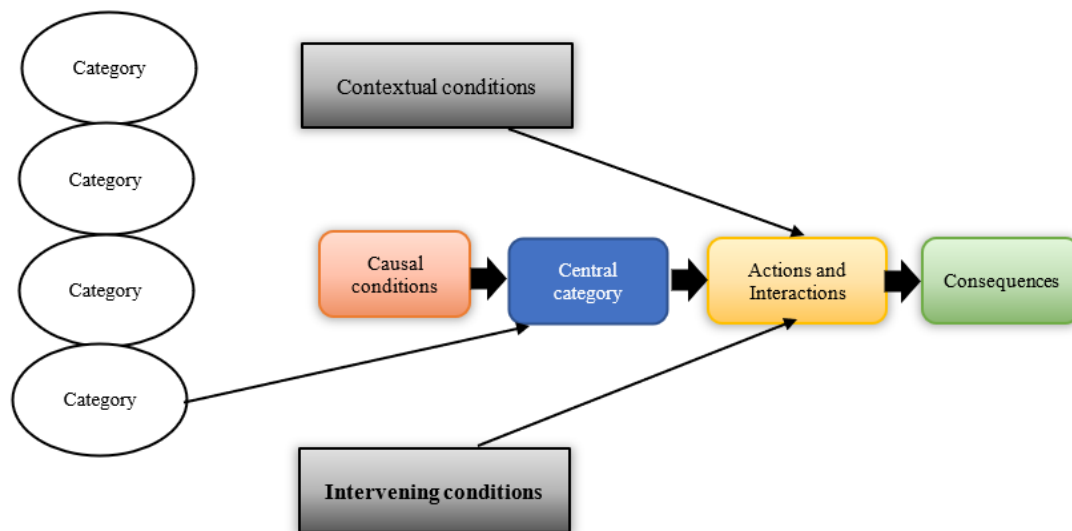 Category
Category
Category
Category
Contextual conditions
Causal
conditions
Central
category
Actions and
Interactions
Consequences
Intervening conditions